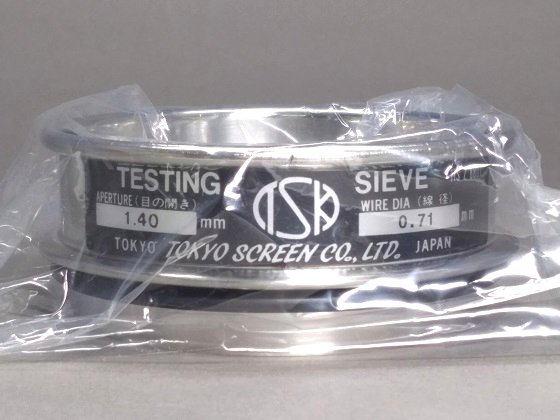 TESTING SIEVE
TSK
APERTURE(目の開き) WIRE DIA (線 径)
1.40 mm 0.71 mm
TOKYO TOKYO SCREEN CO., LTD. JAPAN